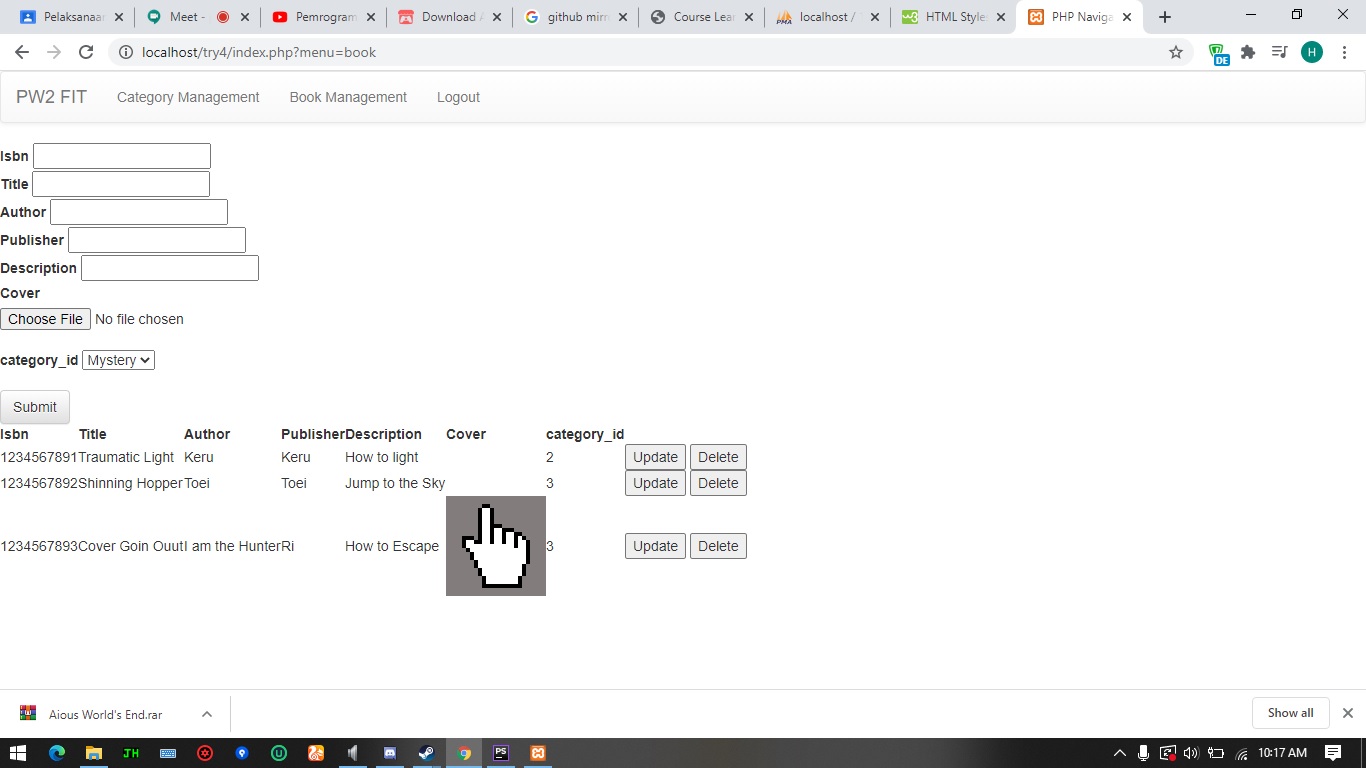 Pelaksanaar
Meet -
Pemrogram
Download A
github mirr
Course Lear
localhost /
HTML Style
PHP Naviga
localhost/try4/index.php?menu=book
DE
H
PW2 FIT Category Management Book Management Logout
Isbn
Title
Author
Publisher
Description
Cover
Choose File No file chosen
category_id Mystery
Submit
Isbn Title Author Publisher Description Cover category_id
1234567891 Traumatic Light Keru Keru How to light 2 Update Delete
1234567892 Shinning Hopper Toei Toei Jump to the Sky 3 Update Delete
1234567893 Cover Goin Ouut I am the Hunter Ri How to Escape 3 Update Delete
Aious World's End.rar
Show all
JH
PS
10:17 AM